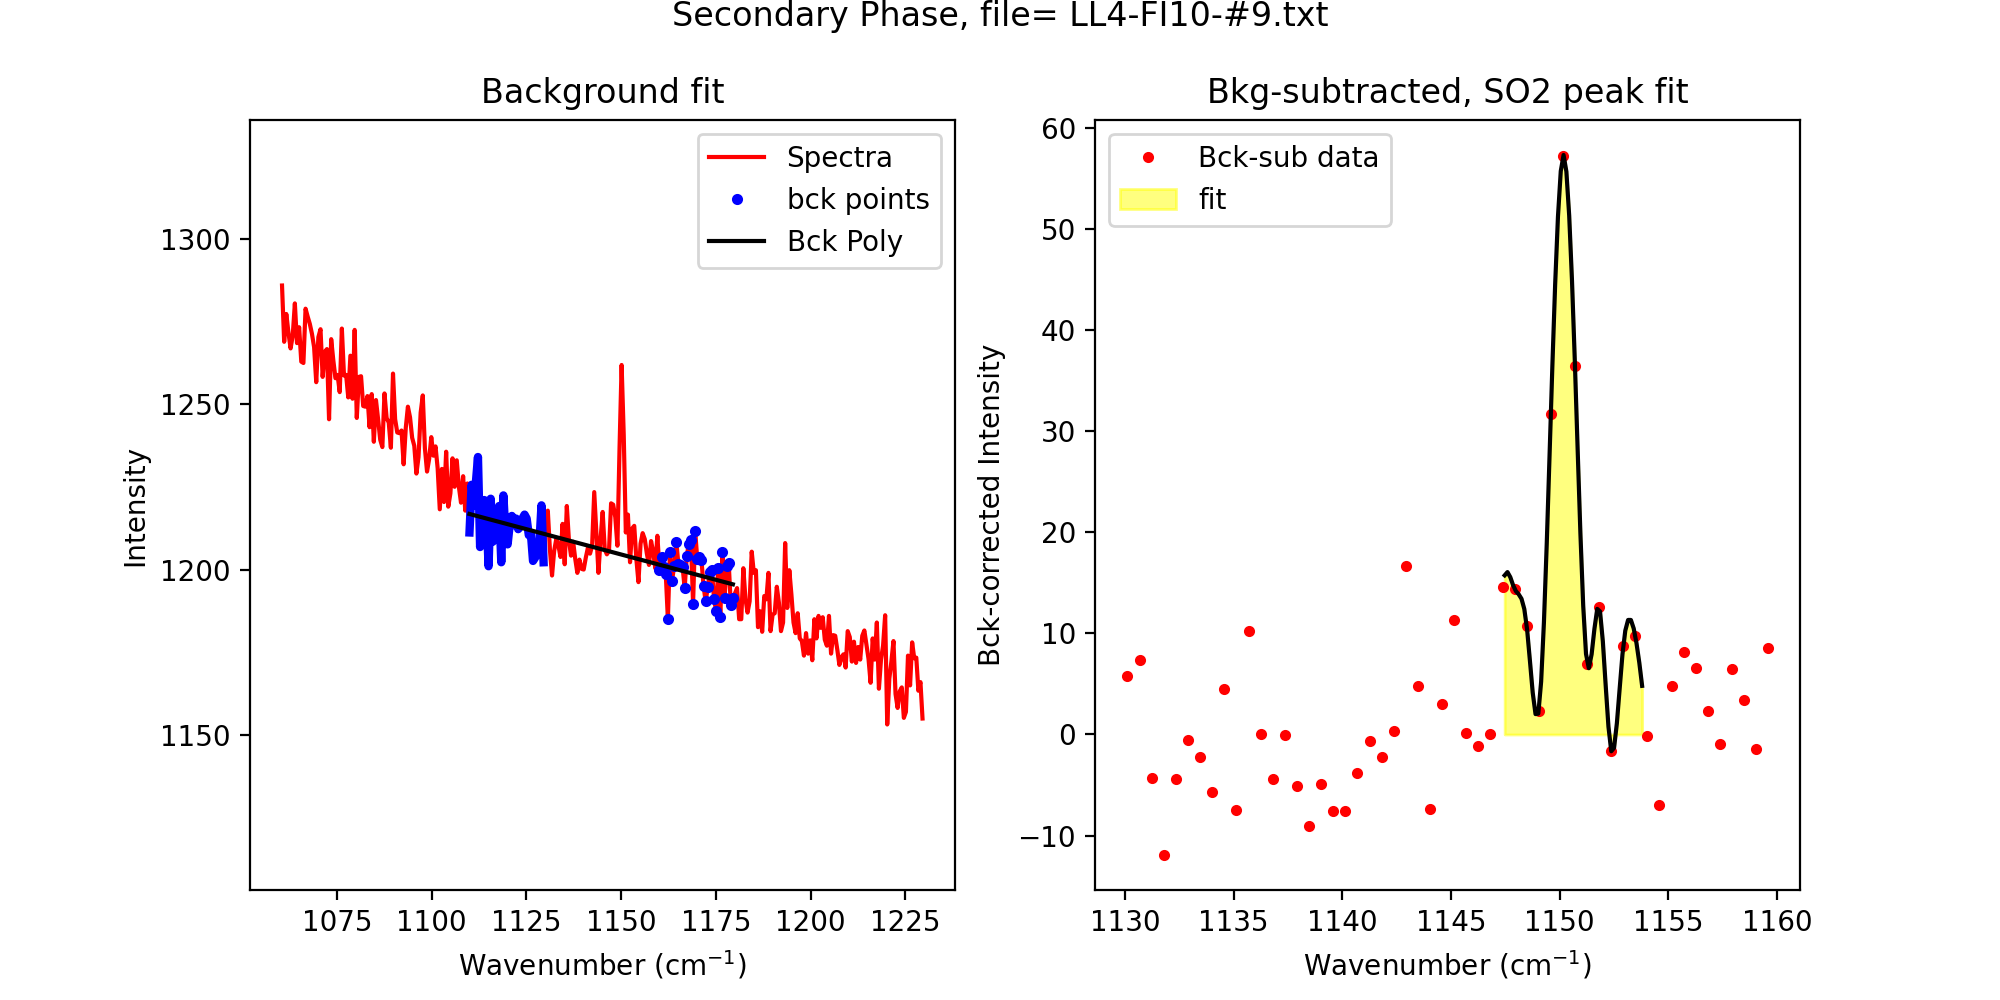 Secondary Phase, file= LL4-FI10-#9.txt
Background fit
Spectra
bck points
Bck Poly
1300
1250
1200
1150
Intensity
1075 1100 1125 1150 1175 1200 1225
Wavenumber (cm⁻¹)
Bkg-subtracted, SO2 peak fit
Bck-sub data
fit
60
50
40
30
20
10
0
−10
Bck-corrected Intensity
1130 1135 1140 1145 1150 1155 1160
Wavenumber (cm⁻¹)